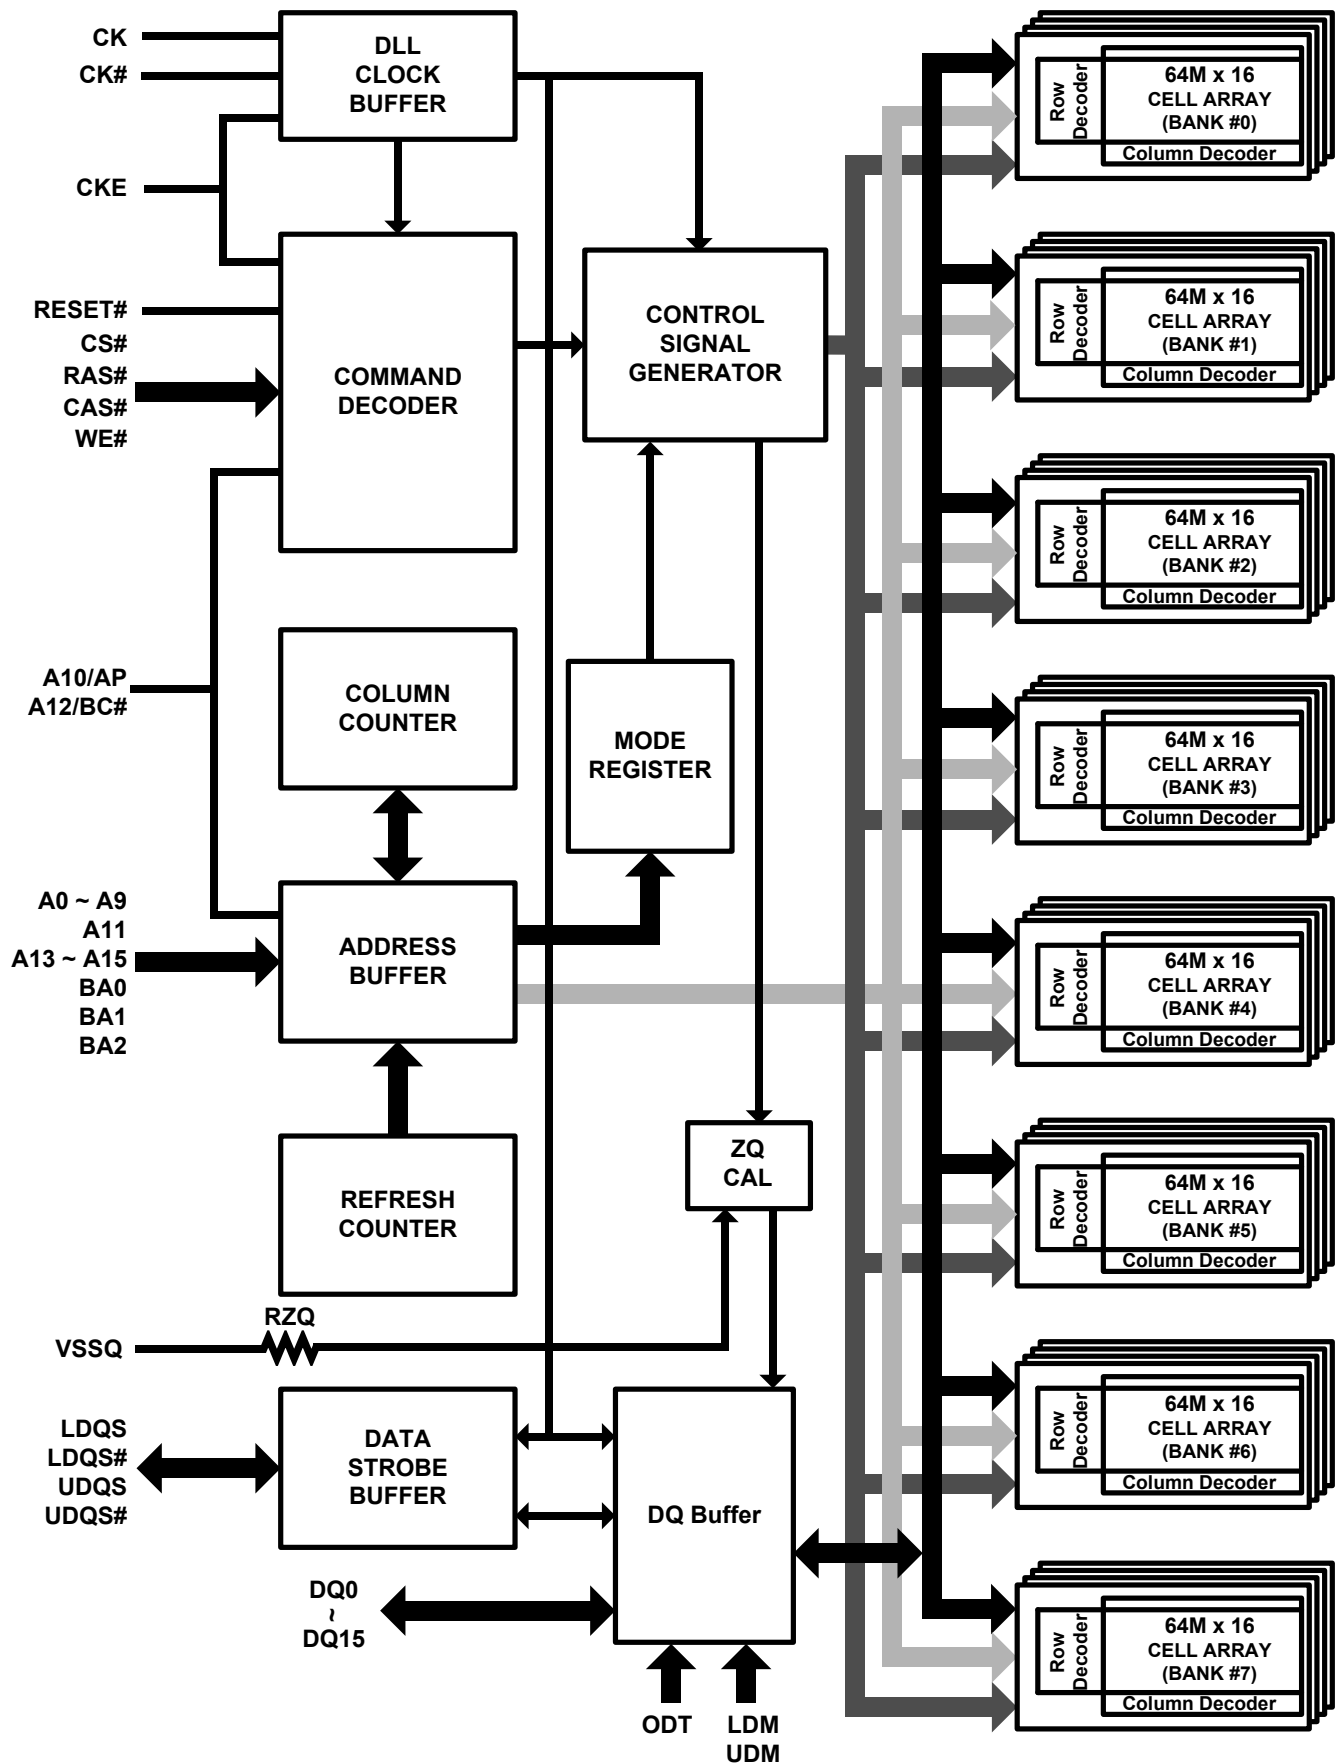 CK
CK#
CKE
RESET#
CS#
RAS#
CAS#
WE#
A10/AP
A12/BC#
A0 ~ A9
A11
A13 ~ A15
BA0
BA1
BA2
VSSQ
RZQ
LDQS
LDQS#
UDQS
UDQS#
DQ0
~
DQ15
DLL
CLOCK
BUFFER
COMMAND
DECODER
COLUMN
COUNTER
ADDRESS
BUFFER
REFRESH
COUNTER
DATA
STROBE
BUFFER
CONTROL
SIGNAL
GENERATOR
MODE
REGISTER
ZQ
CAL
DQ Buffer
ODT
LDM
UDM
Row
Decoder
64M x 16
CELL ARRAY
(BANK #0)
Column Decoder
Row
Decoder
64M x 16
CELL ARRAY
(BANK #1)
Column Decoder
Row
Decoder
64M x 16
CELL ARRAY
(BANK #2)
Column Decoder
Row
Decoder
64M x 16
CELL ARRAY
(BANK #3)
Column Decoder
Row
Decoder
64M x 16
CELL ARRAY
(BANK #4)
Column Decoder
Row
Decoder
64M x 16
CELL ARRAY
(BANK #5)
Column Decoder
Row
Decoder
64M x 16
CELL ARRAY
(BANK #6)
Column Decoder
Row
Decoder
64M x 16
CELL ARRAY
(BANK #7)
Column Decoder